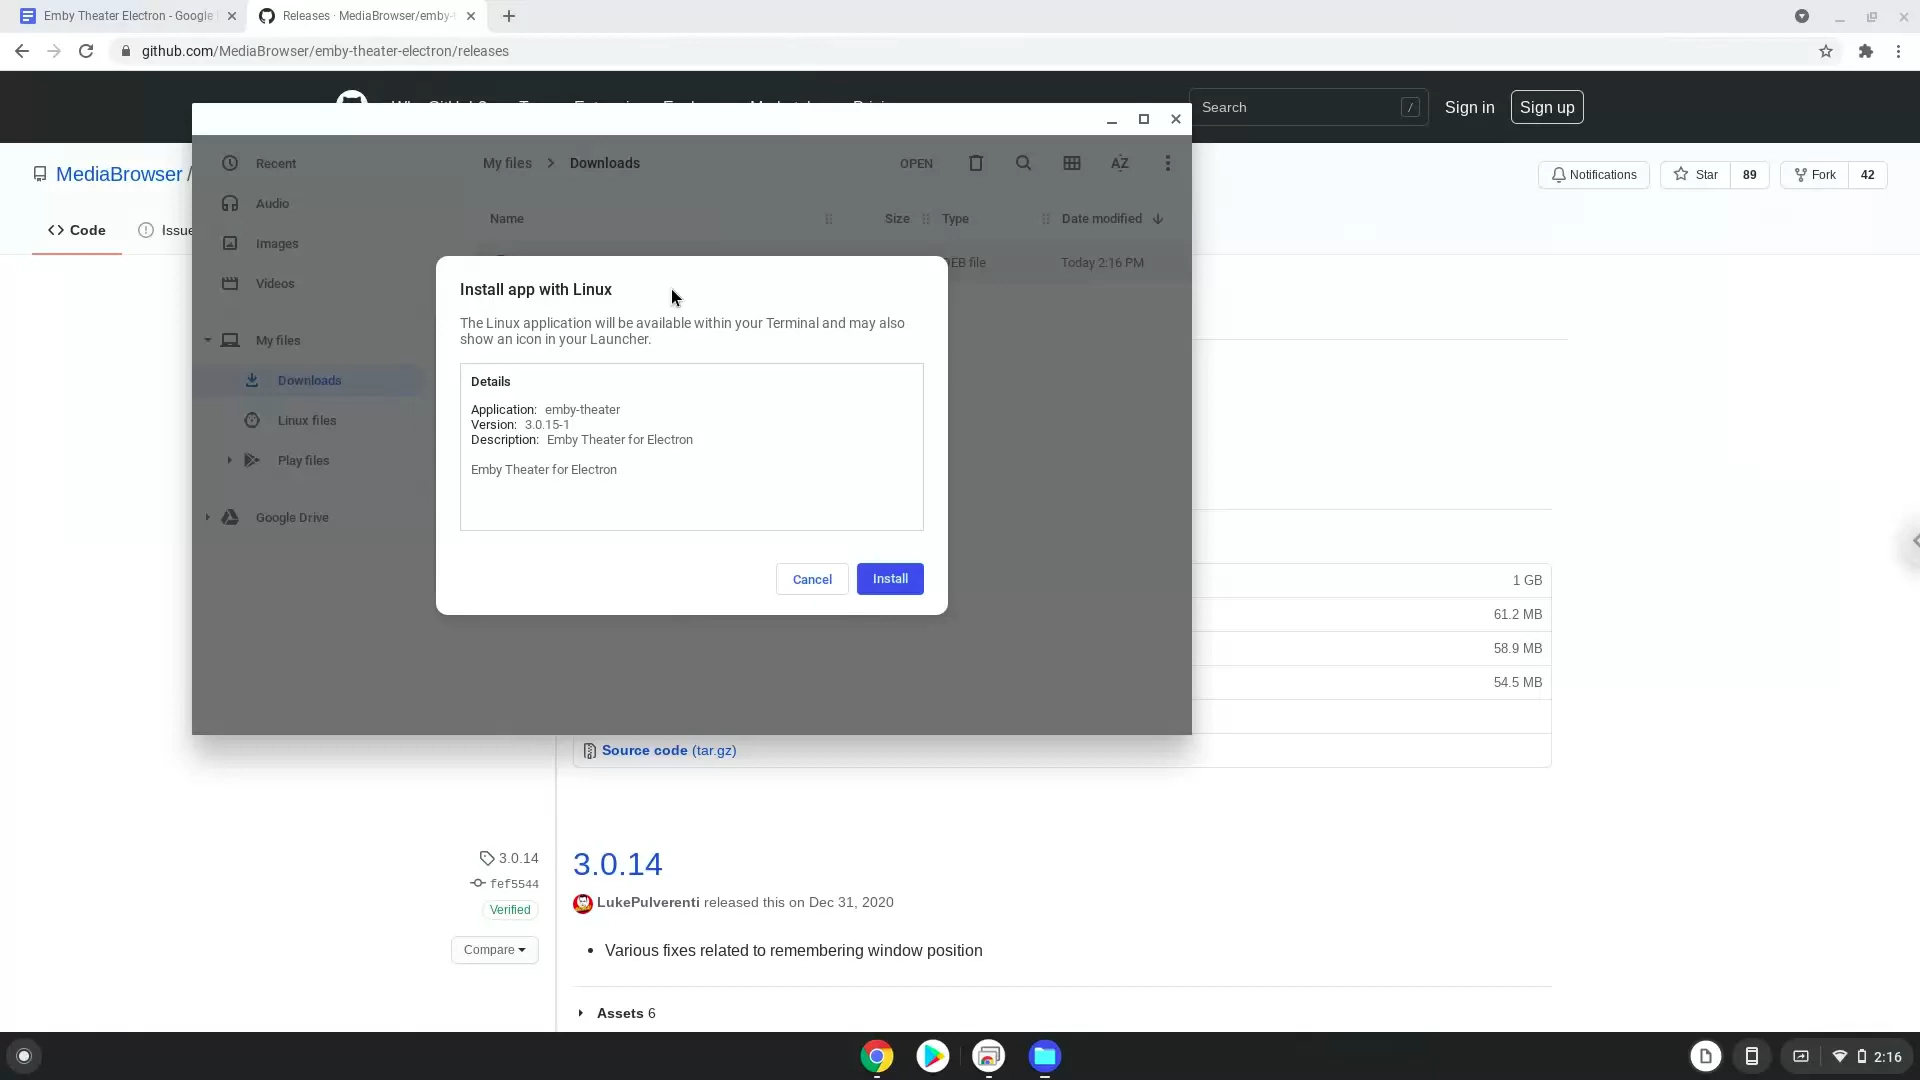 Emby Theater Electron - Google
Releases · MediaBrowser/emby-t
github.com/MediaBrowser/emby-theater-electron/releases
Search
/
Sign in
Sign up
MediaBrowser /
Notifications
Star
89
Fork
42
Code
Issue
Recent
Audio
Images
Videos
My files
Downloads
Linux files
Play files
Google Drive
My files
Downloads
OPEN
AZ
Name
Size
Type
Date modified
EB file
Today 2:16 PM
Install app with Linux
The Linux application will be available within your Terminal and may also
show an icon in your Launcher.
Details
Application: emby-theater
Version: 3.0.15-1
Description: Emby Theater for Electron
Emby Theater for Electron
Cancel
Install
1 GB
61.2 MB
58.9 MB
54.5 MB
Source code (tar.gz)
3.0.14
fef5544
Verified
Compare
3.0.14
LukePulverenti released this on Dec 31, 2020
• Various fixes related to remembering window position
Assets 6
2:16